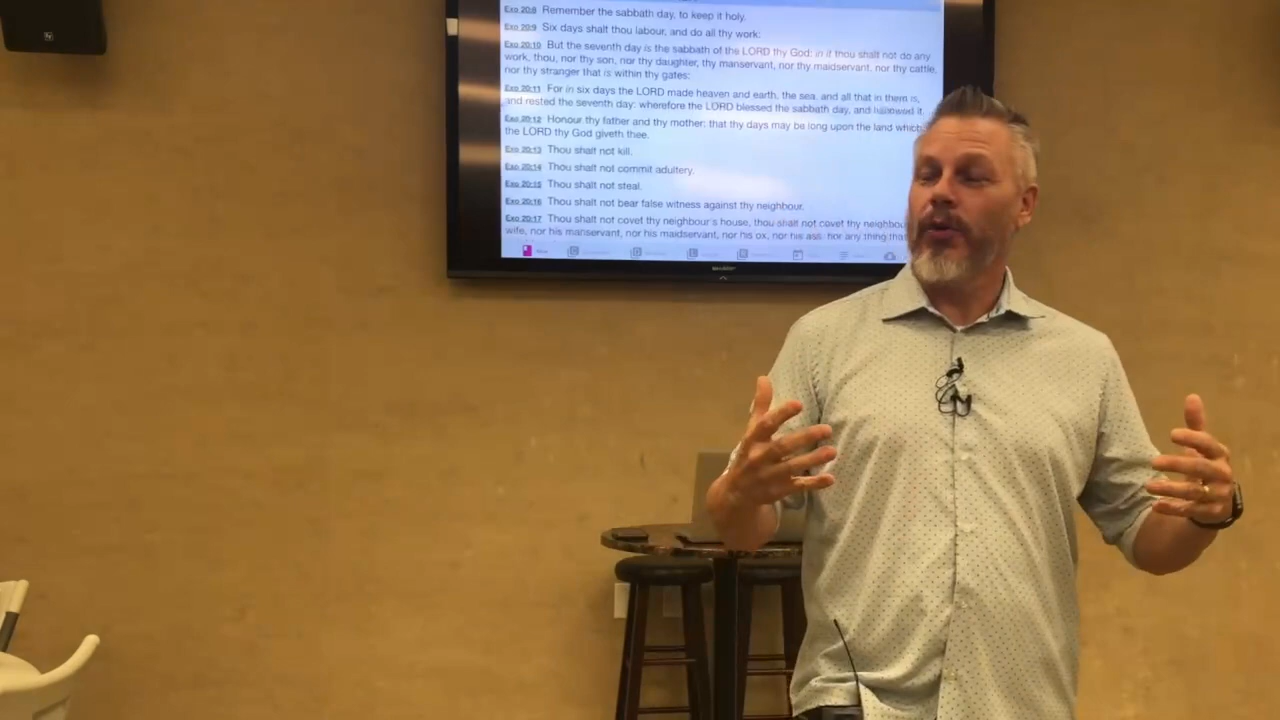 Exo 20:8 Remember the sabbath day, to keep it holy.
Exo 20:9 Six days shalt thou labour, and do all thy work:
Exo 20:10 But the seventh day is the sabbath of the LORD thy God: in it thou shalt not do any
work, thou, nor thy son, nor thy daughter, thy manservant, nor thy maidservant, nor thy cattle,
nor thy stranger that is within thy gates:
Exo 20:11 For in six days the LORD made heaven and earth, the sea, and all that in them is,
and rested the seventh day: wherefore the LORD blessed the sabbath day, and hallowed it.
Exo 20:12 Honour thy father and thy mother: that thy days may be long upon the land which
the LORD thy God giveth thee.
Exo 20:13 Thou shalt not kill.
Exo 20:14 Thou shalt not commit adultery.
Exo 20:15 Thou shalt not steal.
Exo 20:16 Thou shalt not bear false witness against thy neighbour.
Exo 20:17 Thou shalt not covet thy neighbour's house, thou shalt not covet thy neighbou
wife, nor his manservant, nor his maidservant, nor his ox, nor his ass, nor any thing that
SHARP